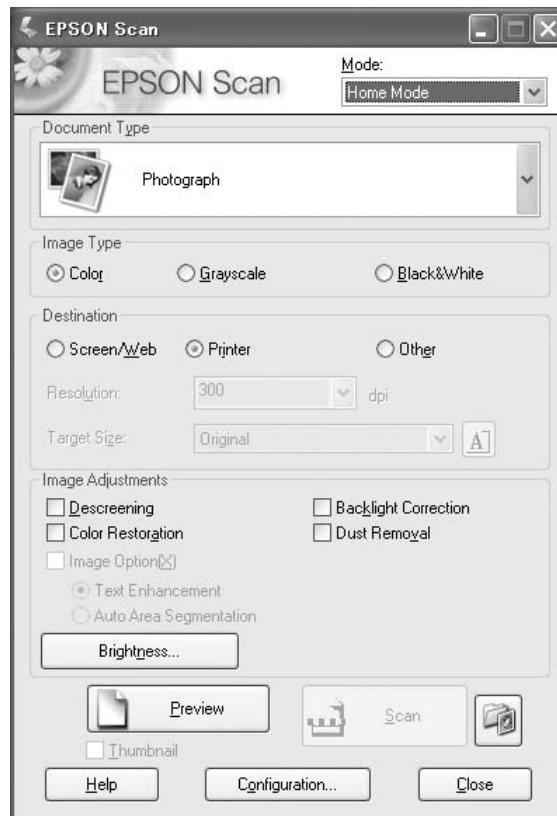 EPSON Scan
EPSON Scan
Mode:
Home Mode
Document Type
Photograph
Image Type
Color Grayscale Black&White
Destination
Screen/Web Printer Other
Resolution: 300 dpi
Target Size: Original A
Image Adjustments
Descreening Backlight Correction
Color Restoration Dust Removal
Image Option(X)
Text Enhancement
Auto Area Segmentation
Brightness...
Preview Scan
Thumbnail
Help Configuration... Close